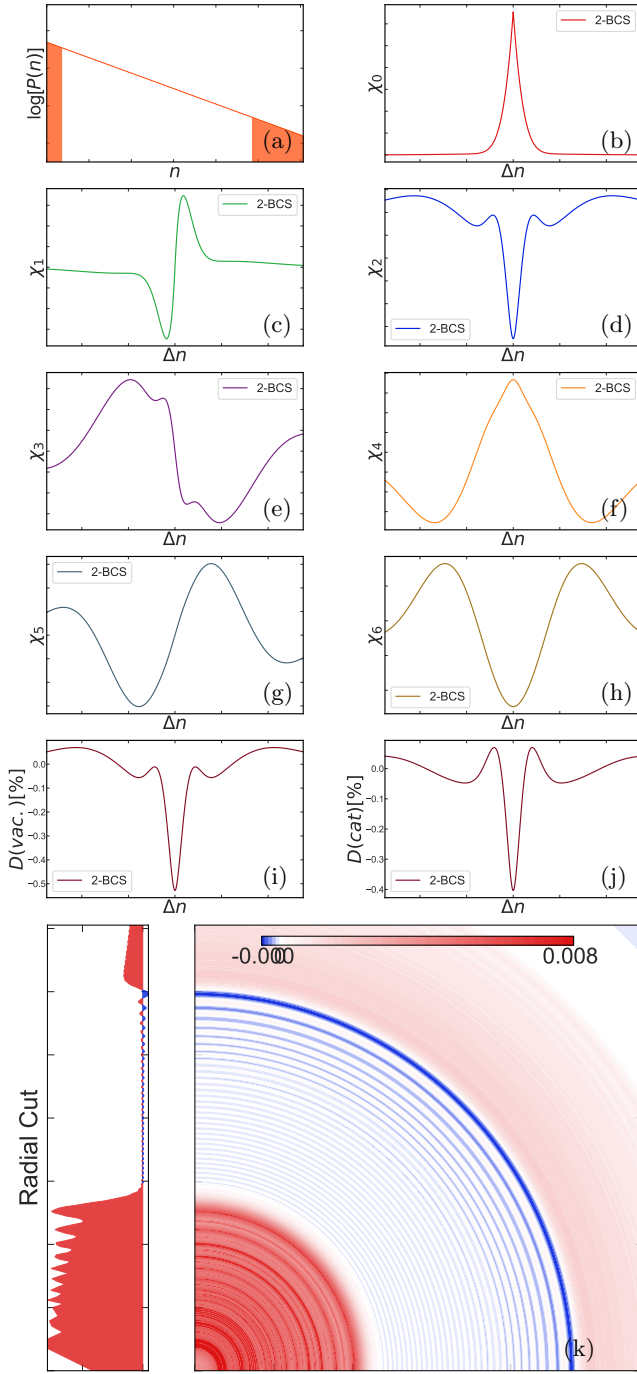 log[P(n)]
(a)
n
χ0
2-BCS
(b)
Δn
χ1
2-BCS
(c)
Δn
χ2
2-BCS
(d)
Δn
χ3
2-BCS
(e)
Δn
χ4
2-BCS
(f)
Δn
χ5
2-BCS
(g)
Δn
χ6
2-BCS
(h)
Δn
D(vac.)[%]
0.0
−0.1
−0.2
−0.3
−0.4
−0.5
2-BCS
(i)
Δn
D(cat)[%]
0.0
−0.1
−0.2
−0.3
−0.4
2-BCS
(j)
Δn
Radial Cut
-0.000
0
0.008
(k)